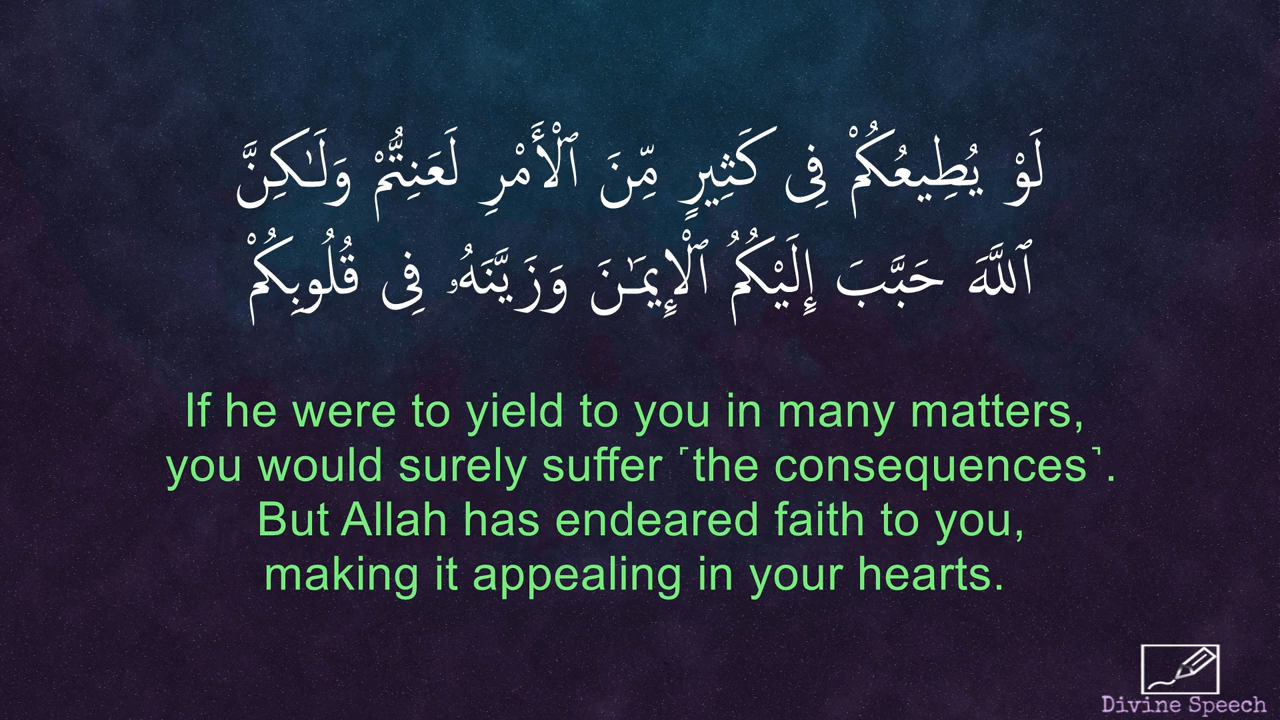 لَوْ يُطِيعُكُمْ فِى كَثِيرٍ مِّنَ ٱلْأَمْرِ لَعَنِتُّمْ وَلَـٰكِنَّ
ٱللَّهَ حَبَّبَ إِلَيْكُمُ ٱلْإِيمَـٰنَ وَزَيَّنَهُۥ فِى قُلُوبِكُمْ
If he were to yield to you in many matters,
you would surely suffer ˹the consequences˺.
But Allah has endeared faith to you,
making it appealing in your hearts.
Divine Speech